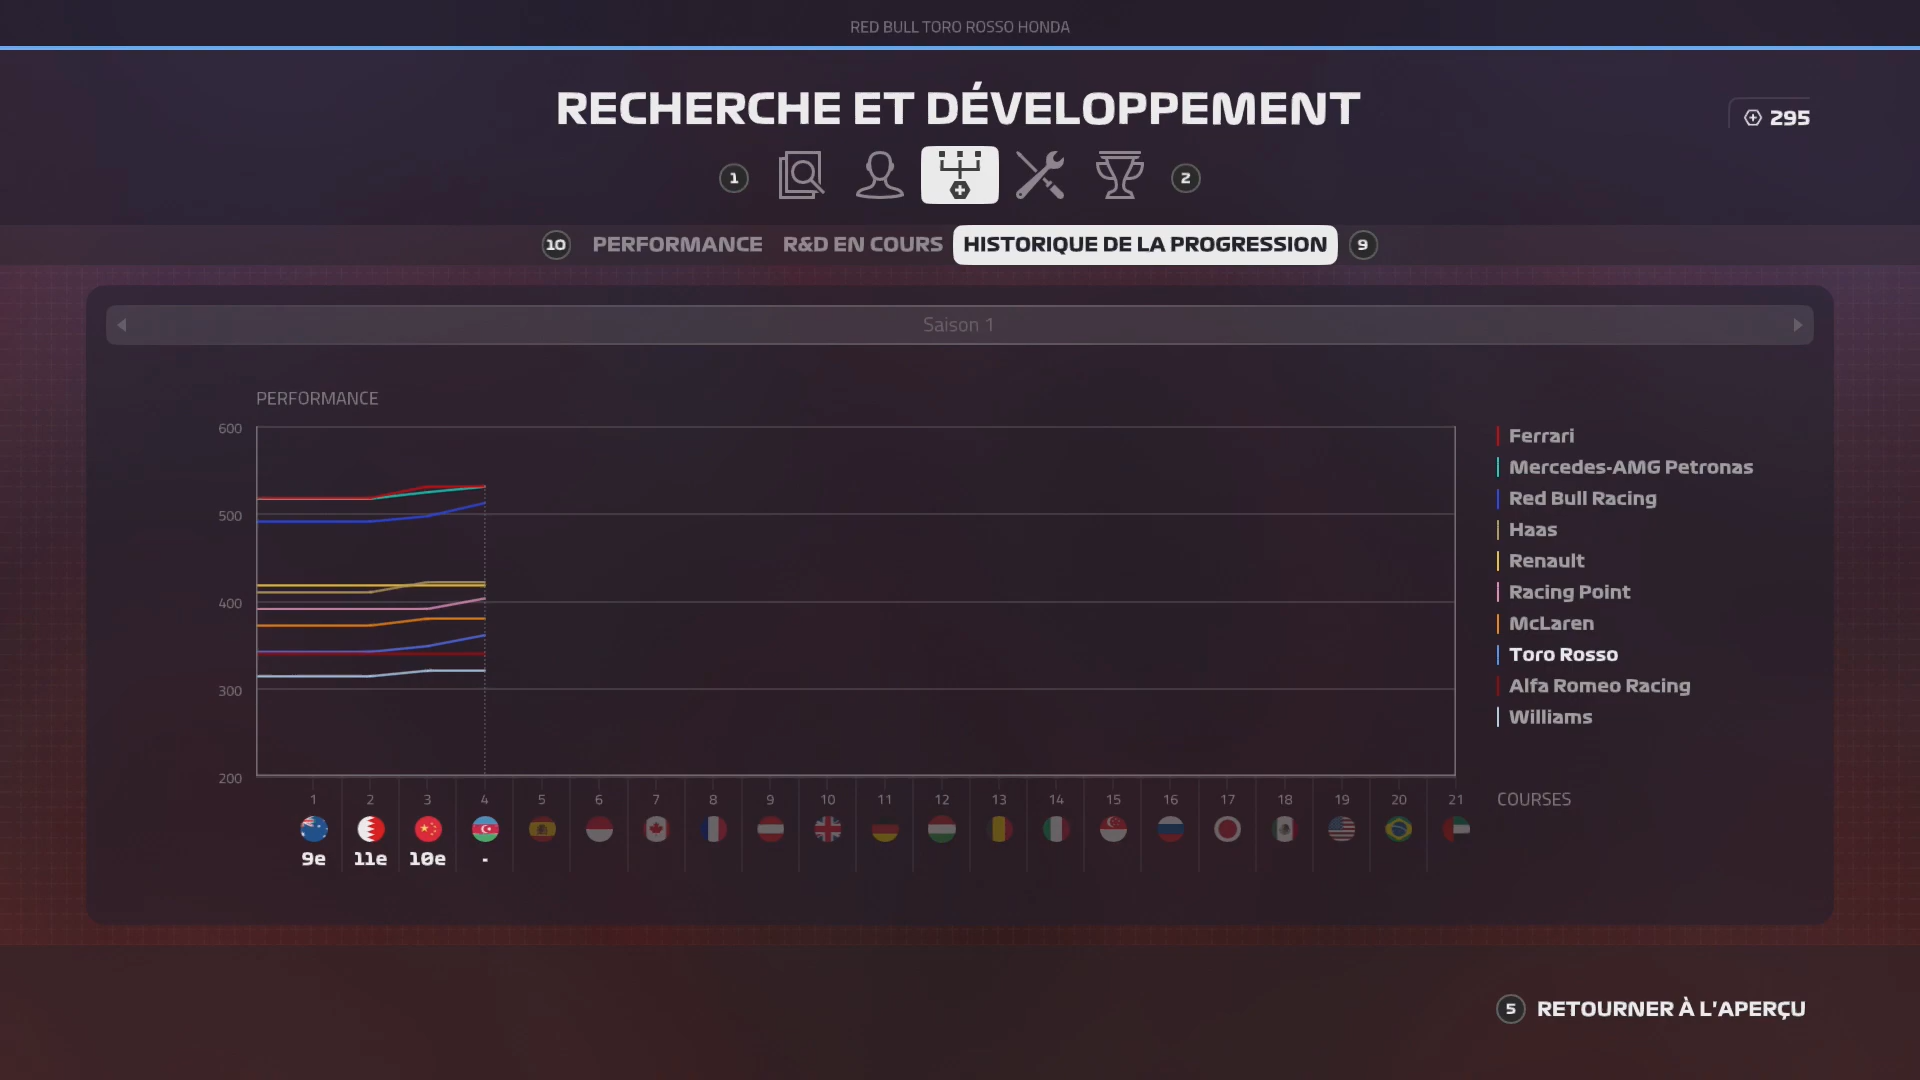 RED BULL TORO ROSSO HONDA
RECHERCHE ET DÉVELOPPEMENT
295
1
2
10 PERFORMANCE R&D EN COURS HISTORIQUE DE LA PROGRESSION 9
Saison 1
PERFORMANCE
600
500
400
300
200
Ferrari
Mercedes-AMG Petronas
Red Bull Racing
Haas
Renault
Racing Point
McLaren
Toro Rosso
Alfa Romeo Racing
Williams
1 2 3 4 5 6 7 8 9 10 11 12 13 14 15 16 17 18 19 20 21 COURSES
9e 11e 10e -
5 RETOURNER À L'APERÇU